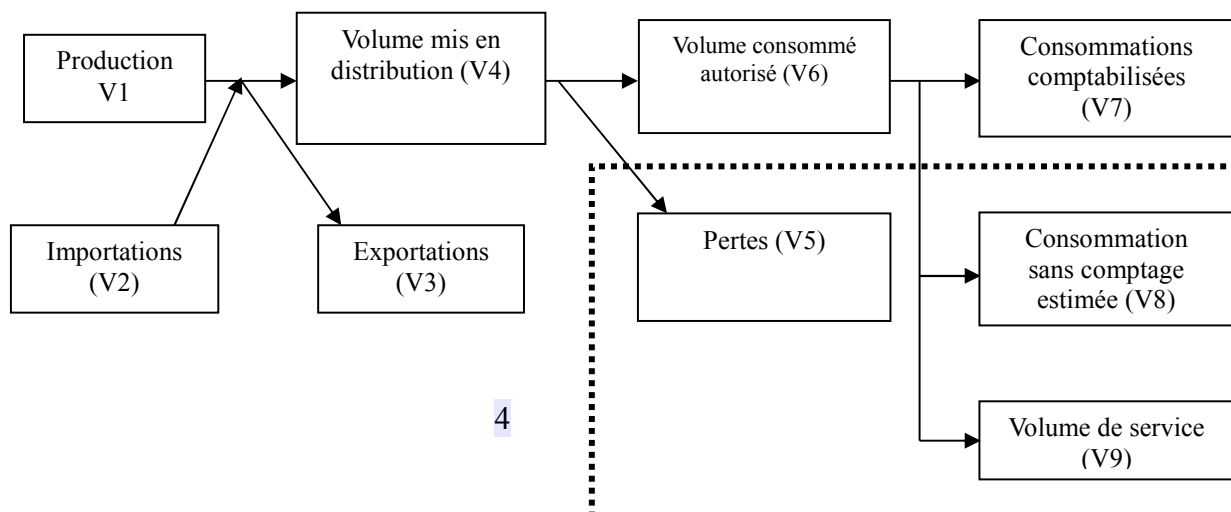 Production
V1
Volume mis en
distribution (V4)
Volume consommé
autorisé (V6)
Consommations
comptabilisées
(V7)
Importations
(V2)
Exportations
(V3)
Pertes (V5)
Consommation
sans comptage
estimée (V8)
4
Volume de service
(V9)